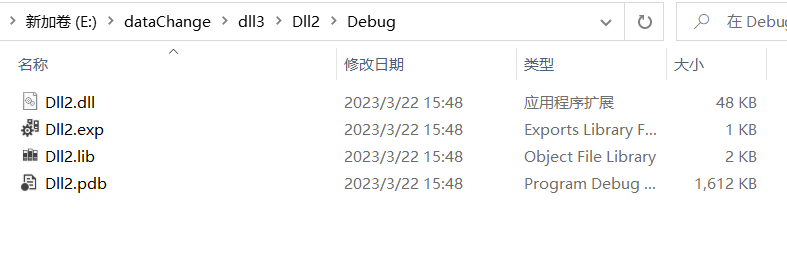 新加卷 (E:) > dataChange > dll3 > Dll2 > Debug 在 Debug
名称 修改日期 类型 大小
Dll2.dll 2023/3/22 15:48 应用程序扩展 48 KB
Dll2.exp 2023/3/22 15:48 Exports Library F... 1 KB
Dll2.lib 2023/3/22 15:48 Object File Library 2 KB
Dll2.pdb 2023/3/22 15:48 Program Debug ... 1,612 KB